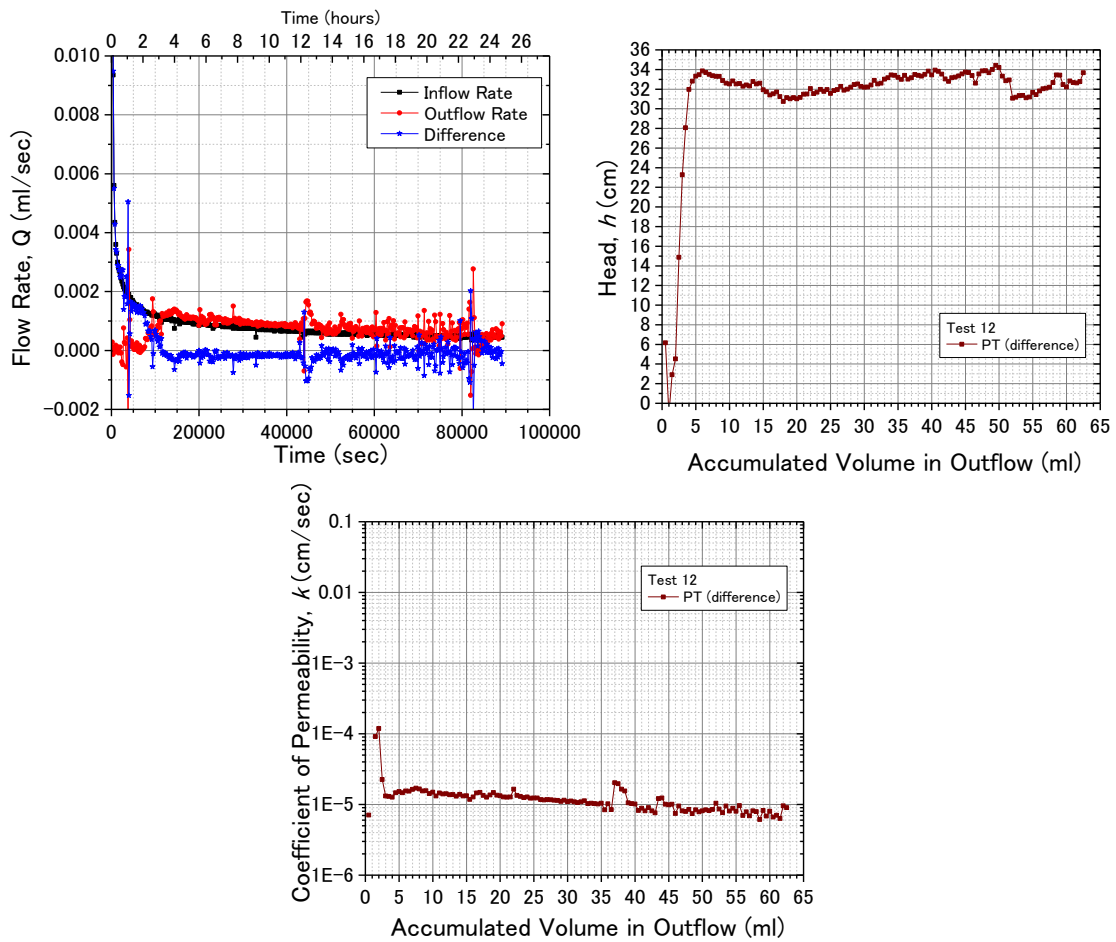 Time (hours)
0 2 4 6 8 10 12 14 16 18 20 22 24 26
0.010
0.008
0.006
0.004
0.002
0.000
−0.002
Flow Rate, Q (ml/sec)
Inflow Rate
Outflow Rate
Difference
0 20000 40000 60000 80000 100000
Time (sec)
36
34
32
30
28
26
24
22
20
18
16
14
12
10
8
6
4
2
0
Head, h (cm)
Test 12
PT (difference)
0 5 10 15 20 25 30 35 40 45 50 55 60 65
Accumulated Volume in Outflow (ml)
0.1
0.01
1E−3
1E−4
1E−5
1E−6
Coefficient of Permeability, k (cm/sec)
Test 12
PT (difference)
0 5 10 15 20 25 30 35 40 45 50 55 60 65
Accumulated Volume in Outflow (ml)